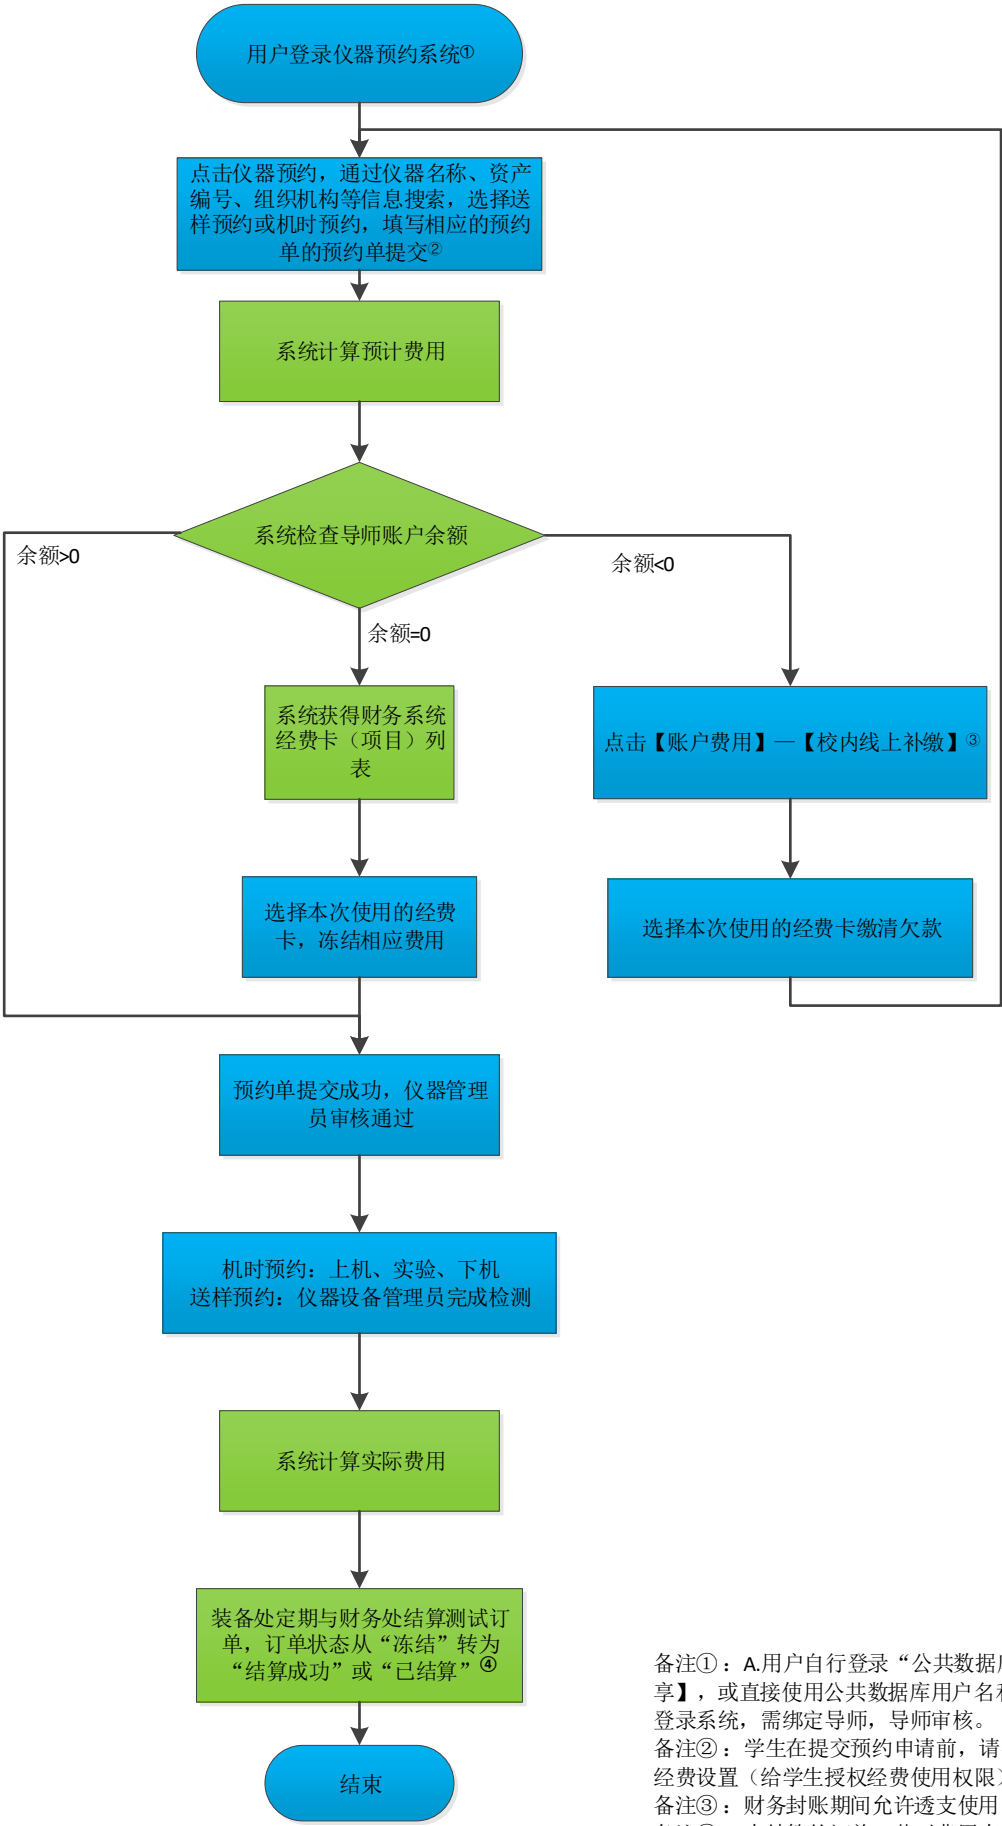 用户登录仪器预约系统①
点击仪器预约，通过仪器名称、资产
编号、组织机构等信息搜索，选择送
样预约或机时预约，填写相应的预约
单的预约单提交②
系统计算预计费用
系统检查导师账户余额
余额>0
余额<0
余额=0
系统获得财务系统
经费卡（项目）列
表
点击【账户费用】—【校内线上补缴】③
选择本次使用的经费
卡，冻结相应费用
选择本次使用的经费卡缴清欠款
预约单提交成功，仪器管理
员审核通过
机时预约：上机、实验、下机
送样预约：仪器设备管理员完成检测
系统计算实际费用
装备处定期与财务处结算测试订
单，订单状态从“冻结”转为
“结算成功”或“已结算”④
结束
备注①：A.用户自行登录“公共数据
享】，或直接使用公共数据库用户名
登录系统，需绑定导师，导师审核。
备注②：学生在提交预约申请前，请
经费设置（给学生授权经费使用权限）
备注③：财务封账期间允许透支使用